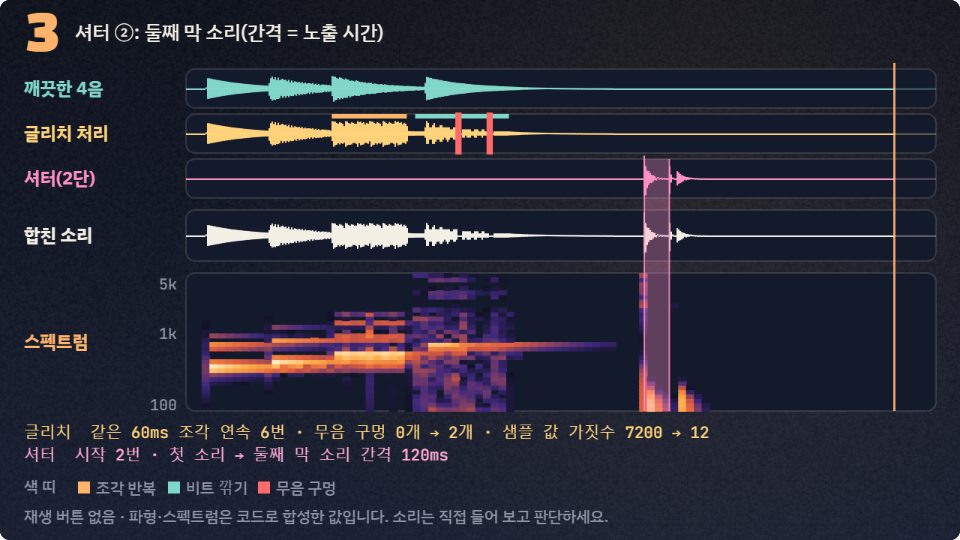 3 셔터 ②: 둘째 막 소리(간격 = 노출 시간)
깨끗한 4음
글리치 처리
셔터(2단)
합친 소리
5k
1k
스펙트럼
100
글리치 같은 60ms 조각 연속 6번 · 무음 구멍 0개 → 2개 · 샘플 값 가짓수 7200 → 12
셔터 시작 2번 · 첫 소리 → 둘째 막 소리 간격 120ms
색 띠 조각 반복 비트 깎기 무음 구멍
재생 버튼 없음 · 파형·스펙트럼은 코드로 합성한 값입니다. 소리는 직접 들어 보고 판단하세요.